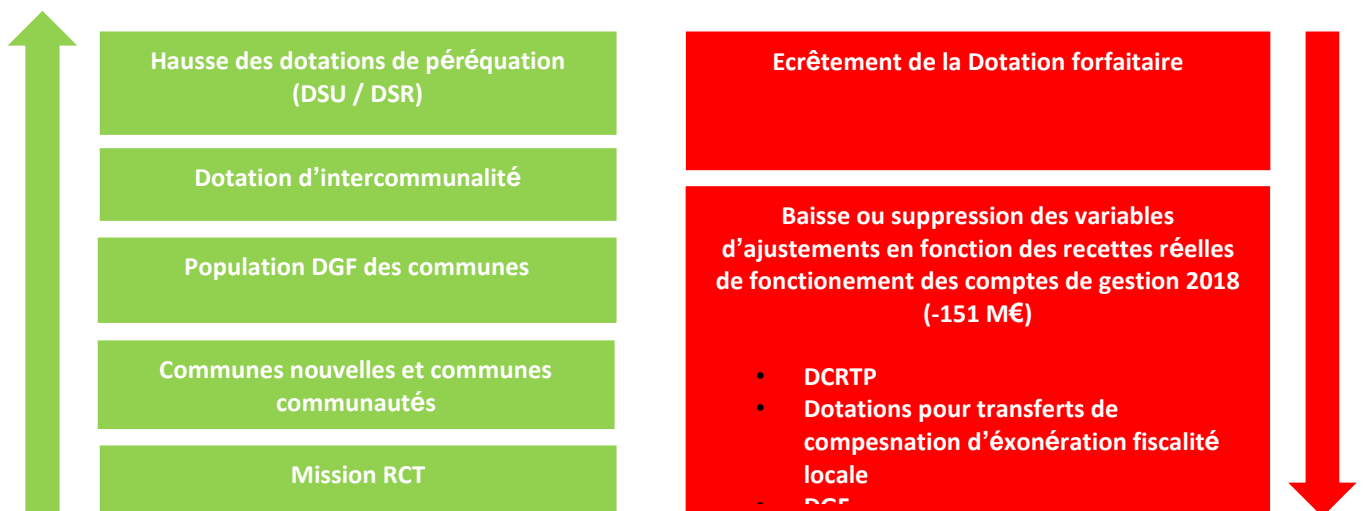 Hausse des dotations de péréquation
(DSU / DSR)
Dotation d’intercommunalité
Population DGF des communes
Communes nouvelles et communes
communautés
Mission RCT
Ecrêtement de la Dotation forfaitaire
Baisse ou suppression des variables
d’ajustements en fonction des recettes réelles
de fonctionement des comptes de gestion 2018
(-151 M€)
• DCRTP
• Dotations pour transferts de
compesnation d’éxonération fiscalité
locale